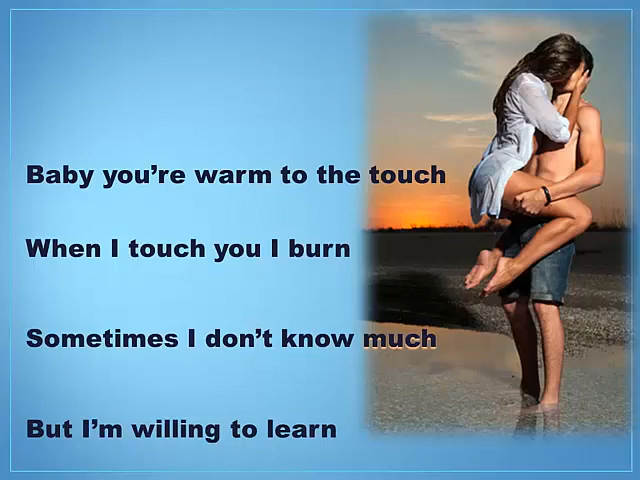 Baby you’re warm to the touch
When I touch you I burn
Sometimes I don’t know much
But I’m willing to learn